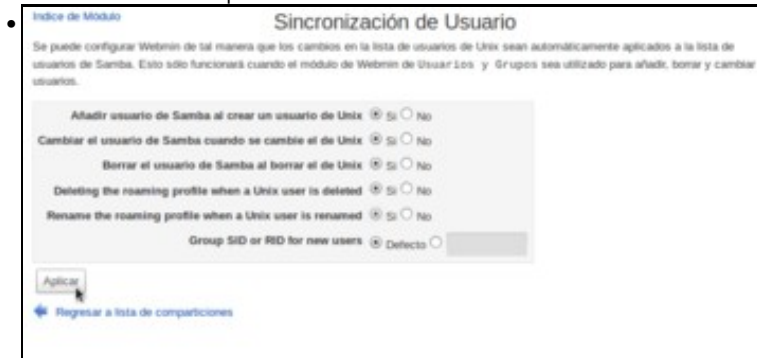 Índice de Módulo
Sincronización de Usuario
Se puede configurar Webmin de tal manera que los cambios en la lista de usuarios de Unix sean automáticamente aplicados a la lista de
usuarios de Samba. Esto sólo funcionará cuando el módulo de Webmin de Usuarios y Grupos sea utilizado para añadir, borrar y cambiar
usuarios.
Añadir usuario de Samba al crear un usuario de Unix Si No
Cambiar el usuario de Samba cuando se cambie el de Unix Si No
Borrar el usuario de Samba al borrar el de Unix Si No
Deleting the roaming profile when a Unix user is deleted Si No
Rename the roaming profile when a Unix user is renamed Si No
Group SID or RID for new users Defecto
Aplicar
Regresar a lista de comparticiones